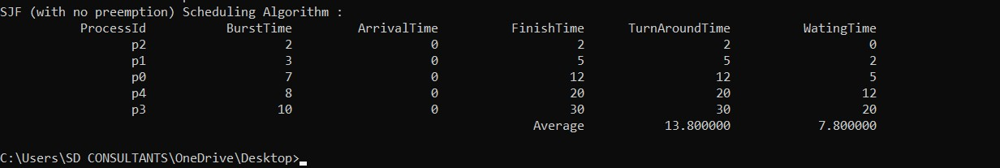 SJF (with no preemption) Scheduling Algorithm :
ProcessId BurstTime ArrivalTime FinishTime TurnAroundTime WatingTime
p2 2 0 2 2 0
p1 3 0 5 5 2
p0 7 0 12 12 5
p4 8 0 20 20 12
p3 10 0 30 30 20
Average 13.800000 7.800000
C:\Users\SD CONSULTANTS\OneDrive\Desktop>